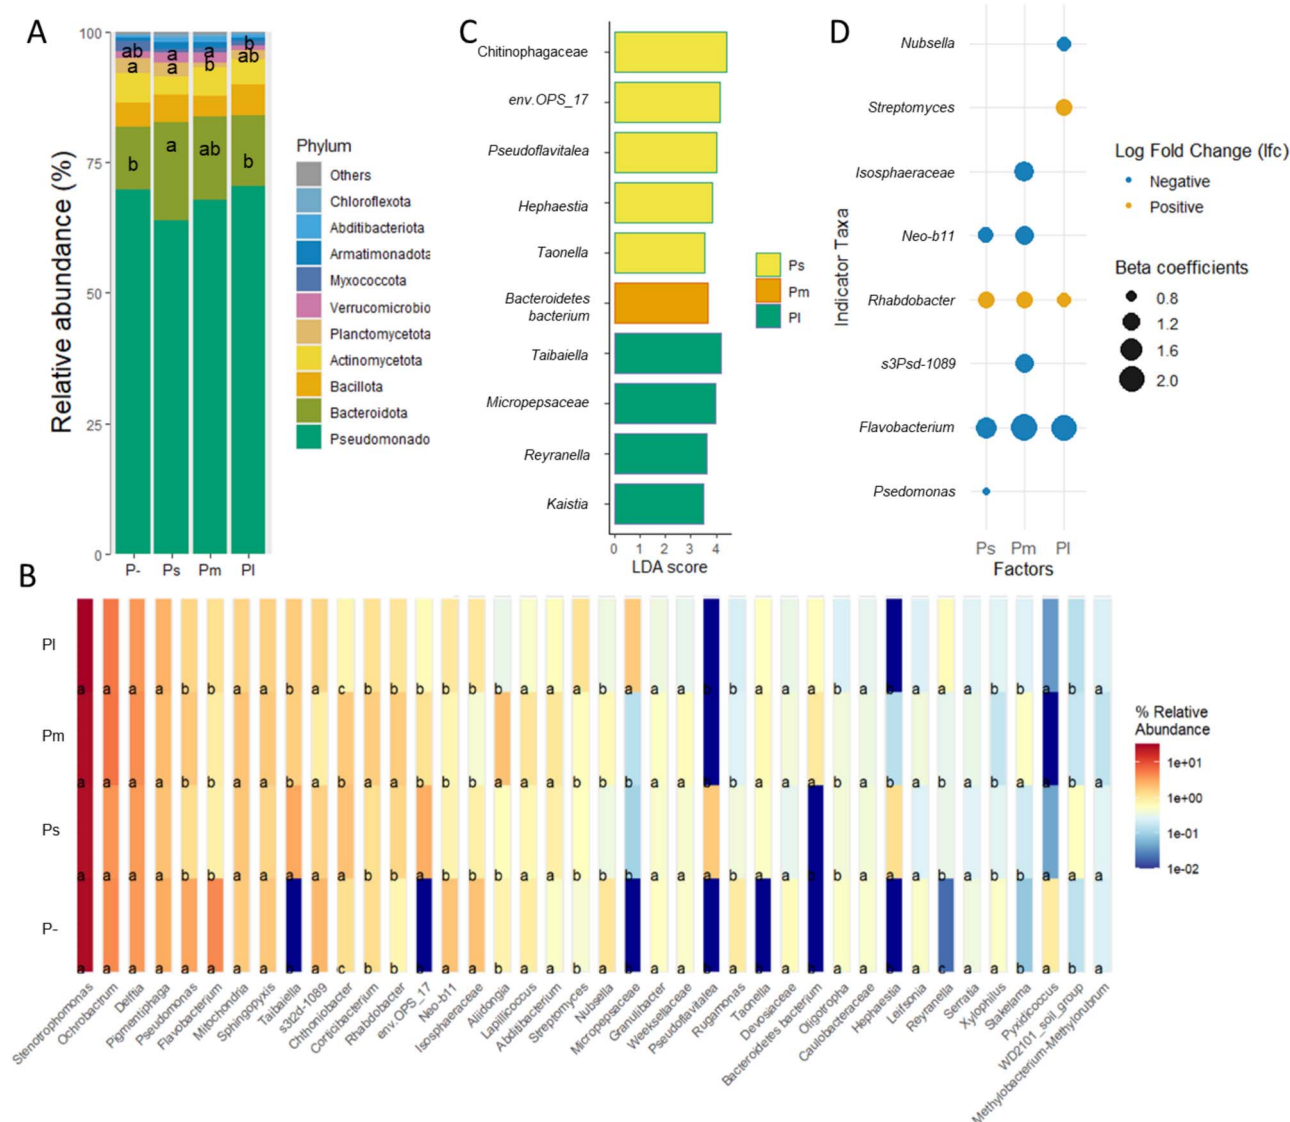 A
100
75
50
25
0
Relative abundance (%)
ab
a
b
a
a
a
a
b
ab
b
ab
b
P-
Ps
Pm
Pl
Phylum
Others
Chloroflexota
Abditibacteriota
Armatimonadota
Myxococcota
Verrucomicrobio
Planctomycetota
Actinomycetota
Bacillota
Bacteroidota
Pseudomonado
C
Chitinophagaceae
env.OPS_17
Pseudoflavitalea
Hephaestia
Taonella
Bacteroidetes
bacterium
Taibaiella
Micropepsaceae
Reyranella
Kaistia
0 1 2 3 4
LDA score
Ps
Pm
Pl
D
Indicator Taxa
Nubsella
Streptomyces
Isosphaeraceae
Neo-b11
Rhabdobacter
s3Psd-1089
Flavobacterium
Psedomonas
Ps Pm Pl
Factors
Log Fold Change (lfc)
Negative
Positive
Beta coefficients
0.8
1.2
1.6
2.0
B
Pl
Pm
Ps
P-
Stenotrophomonas
Ochrobactrum
Delftia
Pigmentiphaga
Pseudomonas
Flavobacterium
Mitochondria
Sphingopyxis
Taibaiella
s32d-1089
Chthoniobacter
Corticibacterium
Rhabdobacter
env.OPS_17
Neo-b11
Isosphaeraceae
Aliidongia
Lapillicoccus
Abditibacterium
Streptomyces
Nubsella
Micropepsaceae
Granulibacter
Weeksellaceae
Pseudoflavitalea
Rugamonas
Taonella
Devosiaceae
Bacteroidetes bacterium
Oligotropha
Caulobacteraceae
Hephaestia
Leifsonia
Reyranella
Serratia
Xylophilus
Stakelama
Pyxidicoccus
WD2101_soil_group
Methylobacterium-Methylorubrum
% Relative
Abundance
1e+01
1e+00
1e-01
1e-02